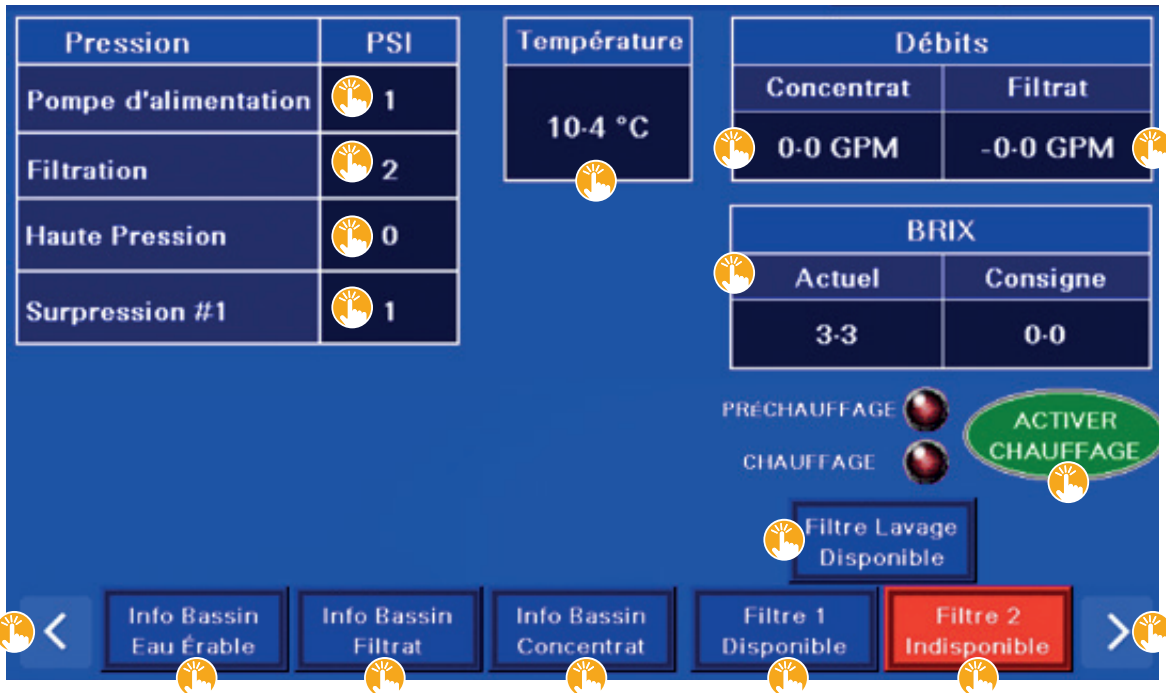 Pression PSI
Pompe d'alimentation 1
Filtration 2
Haute Pression 0
Surpression #1 1
Température
10·4 °C
Débits
Concentrat Filtrat
0·0 GPM -0·0 GPM
BRIX
Actuel Consigne
3·3 0·0
PRÉCHAUFFAGE
CHAUFFAGE
ACTIVER
CHAUFFAGE
Filtre Lavage
Disponible
<
Info Bassin
Eau Érable
Info Bassin
Filtrat
Info Bassin
Concentrat
Filtre 1
Disponible
Filtre 2
Indisponible
>